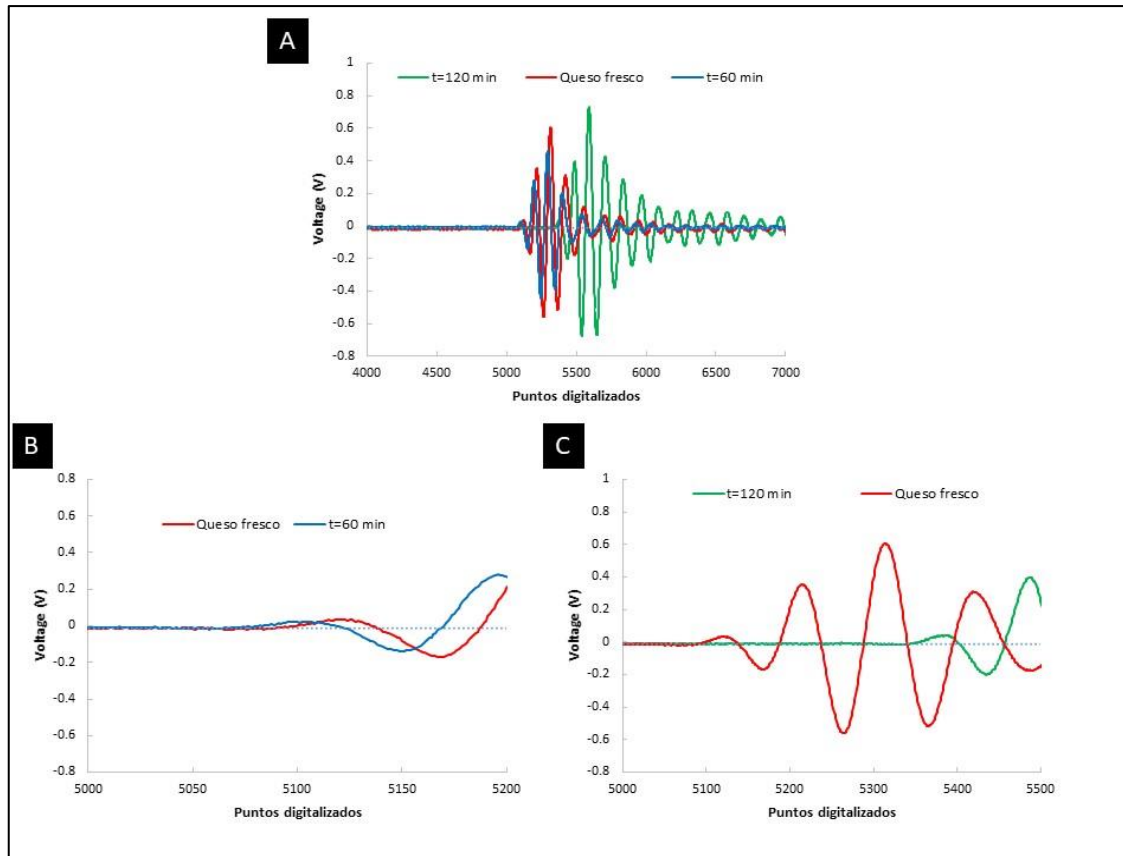 A
t=120 min Queso fresco t=60 min
Voltage (V)
1
0.8
0.6
0.4
0.2
0
-0.2
-0.4
-0.6
-0.8
4000 4500 5000 5500 6000 6500 7000
Puntos digitalizados
B
Queso fresco t=60 min
Voltage (V)
0.8
0.6
0.4
0.2
0
-0.2
-0.4
-0.6
-0.8
5000 5050 5100 5150 5200
Puntos digitalizados
C
t=120 min Queso fresco
Voltage (V)
1
0.8
0.6
0.4
0.2
0
-0.2
-0.4
-0.6
-0.8
5000 5100 5200 5300 5400 5500
Puntos digitalizados